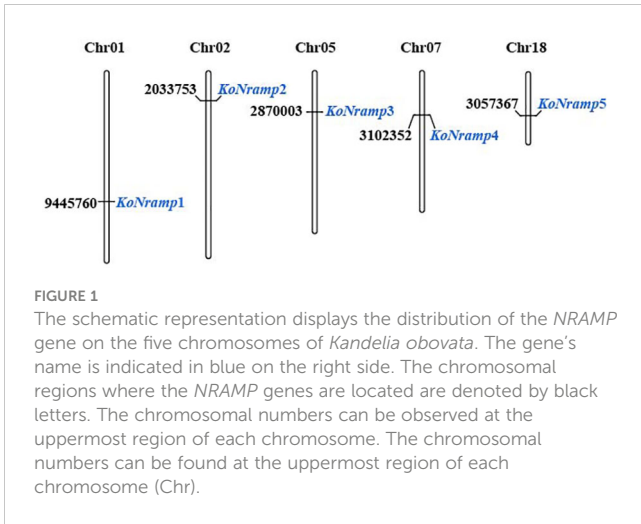 Chr01 Chr02 Chr05 Chr07 Chr18
2033753 KoNramp2
2870003 KoNramp3
3057367 KoNramp5
3102352 KoNramp4
9445760 KoNramp1
FIGURE 1
The schematic representation displays the distribution of the NRAMP
gene on the five chromosomes of Kandelia obovata. The gene's
name is indicated in blue on the right side. The chromosomal
regions where the NRAMP genes are located are denoted by black
letters. The chromosomal numbers can be observed at the
uppermost region of each chromosome. The chromosomal
numbers can be found at the uppermost region of each
chromosome (Chr).